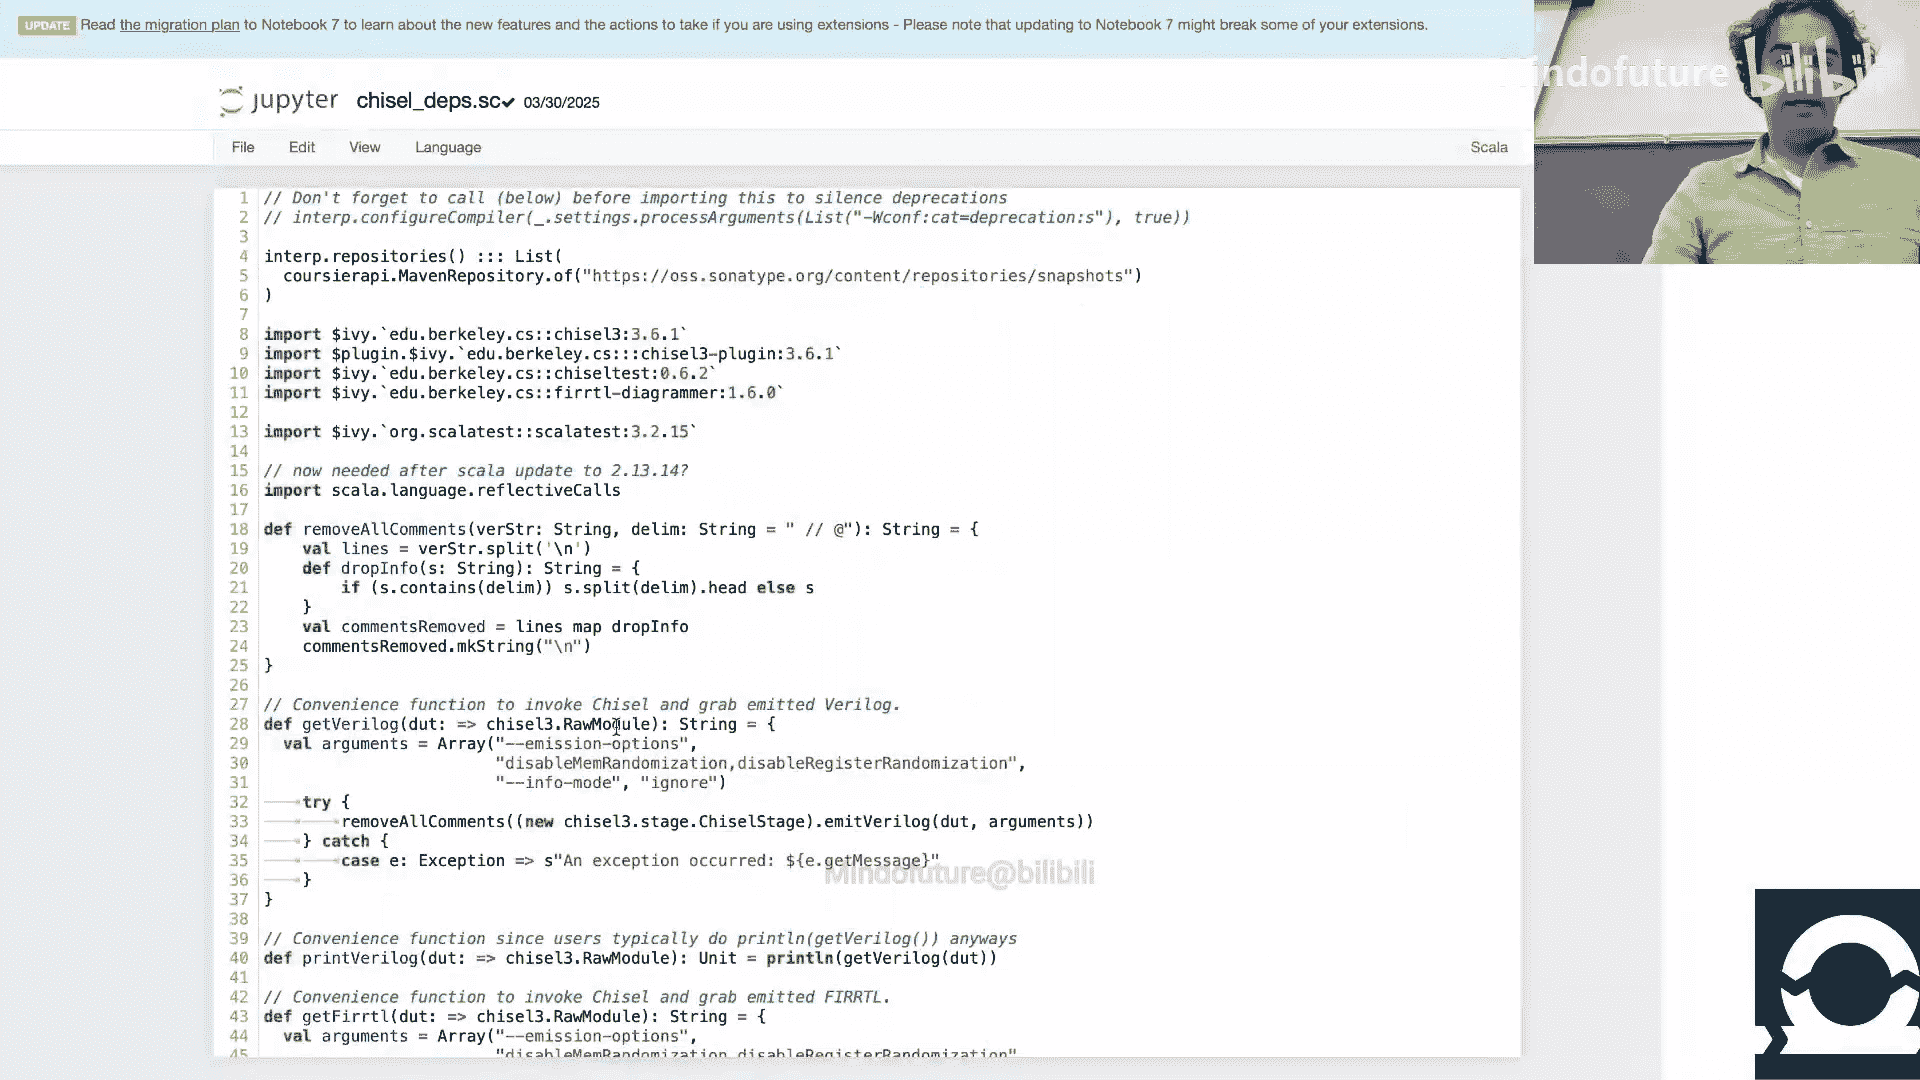 UPDATE Read the migration plan to Notebook 7 to learn about the new features and the actions to take if you are using extensions - Please note that updating to Notebook 7 might break some of your extensions.
indofuture
bilibili
jupyter chisel_deps.sc✔ 03/30/2025
File Edit View Language Scala
1 // Don't forget to call (below) before importing this to silence deprecations
2 // interp.configureCompiler(_.settings.processArguments(List("-Wconf:cat=deprecation:s"), true))
3
4 interp.repositories() ::: List(
5 coursierapi.MavenRepository.of("https://oss.sonatype.org/content/repositories/snapshots")
6 )
7
8 import $ivy.`edu.berkeley.cs::chisel3:3.6.1`
9 import $plugin.$ivy.`edu.berkeley.cs:::chisel3-plugin:3.6.1`
10 import $ivy.`edu.berkeley.cs::chiseltest:0.6.2`
11 import $ivy.`edu.berkeley.cs::firrtl-diagrammer:1.6.0`
12
13 import $ivy.`org.scalatest::scalatest:3.2.15`
14
15 // now needed after scala update to 2.13.14?
16 import scala.language.reflectiveCalls
17
18 def removeAllComments(verStr: String, delim: String = " // @"): String = {
19 val lines = verStr.split('\n')
20 def dropInfo(s: String): String = {
21 if (s.contains(delim)) s.split(delim).head else s
22 }
23 val commentsRemoved = lines map dropInfo
24 commentsRemoved.mkString("\n")
25 }
26
27 // Convenience function to invoke Chisel and grab emitted Verilog.
28 def getVerilog(dut: => chisel3.RawModule): String = {
29 val arguments = Array("--emission-options",
30 "disableMemRandomization,disableRegisterRandomization",
31 "--info-mode", "ignore")
32 try {
33 removeAllComments((new chisel3.stage.ChiselStage).emitVerilog(dut, arguments))
34 } catch {
35 case e: Exception => s"An exception occurred: ${e.getMessage}"
Mindofuture@bilibili
36 }
37 }
38
39 // Convenience function since users typically do println(getVerilog()) anyways
40 def printVerilog(dut: => chisel3.RawModule): Unit = println(getVerilog(dut))
41
42 // Convenience function to invoke Chisel and grab emitted FIRRTL.
43 def getFirrtl(dut: => chisel3.RawModule): String = {
44 val arguments = Array("--emission-options",
45 "disableMemRandomization,disableRegisterRandomization",